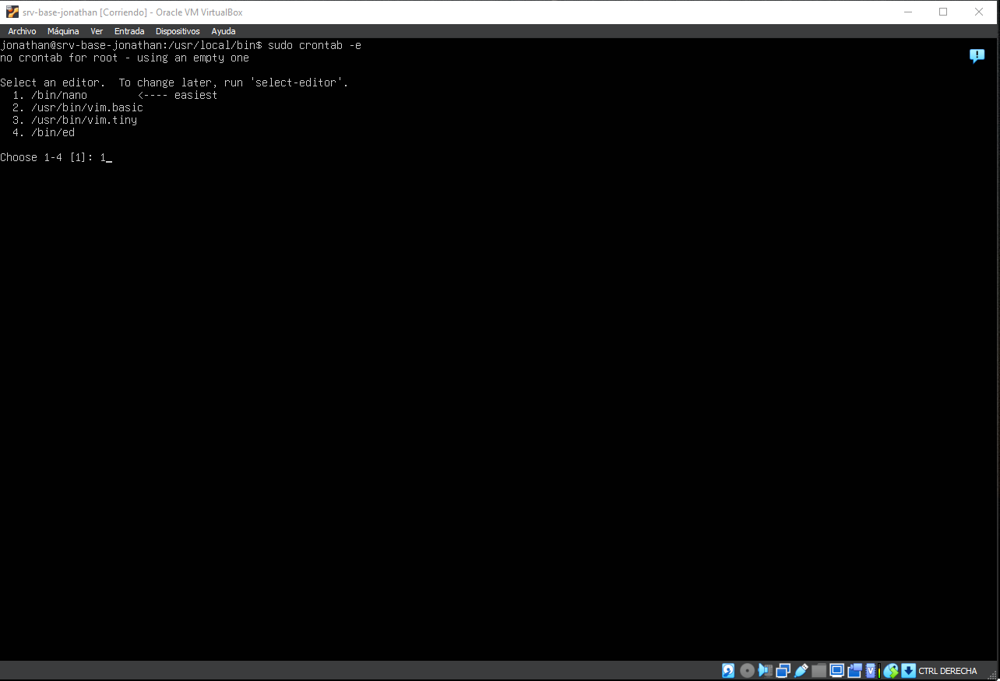 srv-base-jonathan [Corriendo] - Oracle VM VirtualBox
Archivo Máquina Ver Entrada Dispositivos Ayuda
jonathan@srv-base-jonathan:/usr/local/bin$ sudo crontab -e
no crontab for root - using an empty one
Select an editor.  To change later, run 'select-editor'.
  1. /bin/nano        <---- easiest
  2. /usr/bin/vim.basic
  3. /usr/bin/vim.tiny
  4. /bin/ed
Choose 1-4 [1]: 1_
CTRL DERECHA